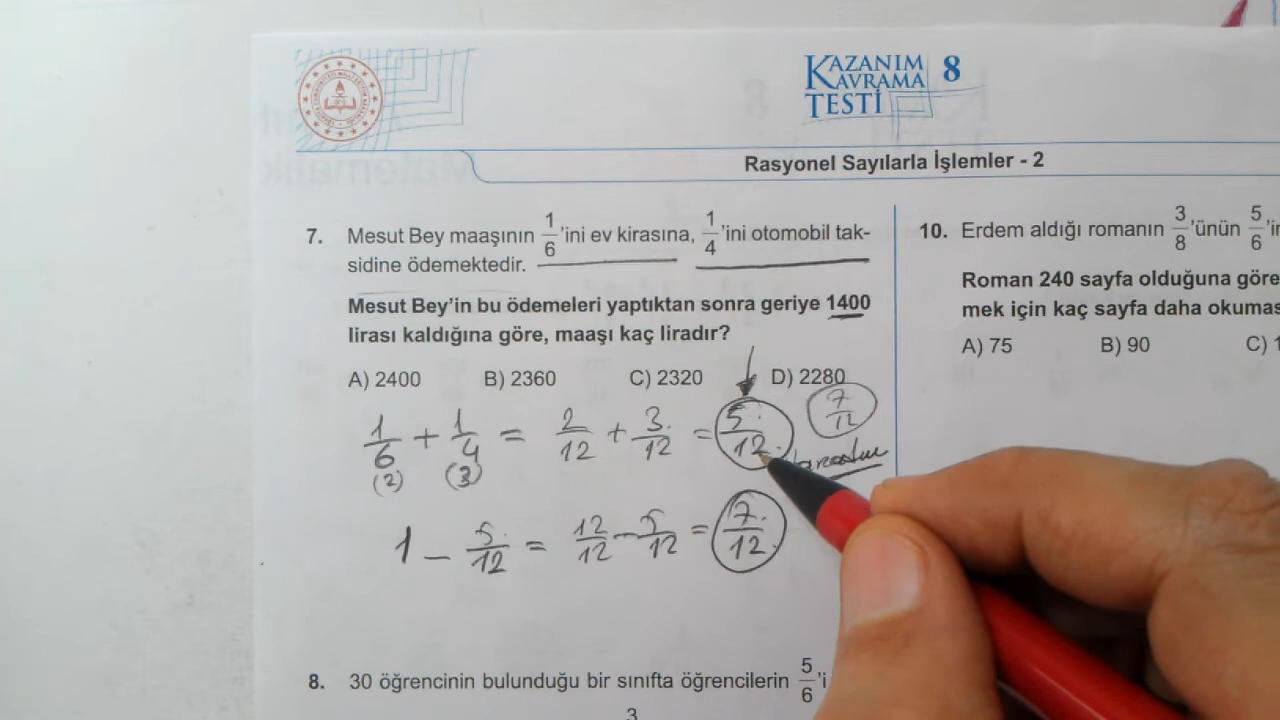 KAZANIM
KAVRAMA
TESTİ
8
Rasyonel Sayılarla İşlemler - 2
7. Mesut Bey maaşının 1/6 'ini ev kirasına, 1/4 'ini otomobil tak-
sidine ödemektedir.
Mesut Bey'in bu ödemeleri yaptıktan sonra geriye 1400
lirası kaldığına göre, maaşı kaç liradır?
A) 2400 B) 2360 C) 2320 D) 2280
1/6 + 1/4 = 2/12 + 3/12 = 5/12 7/12
(2) (3)
1 - 5/12 = 12/12 - 5/12 = 7/12
8. 30 öğrencinin bulunduğu bir sınıfta öğrencilerin 5/6 'i
3
10. Erdem aldığı romanın 3/8 'ünün 5/6
Roman 240 sayfa olduğuna göre
mek için kaç sayfa daha
A) 75 B) 90 C)